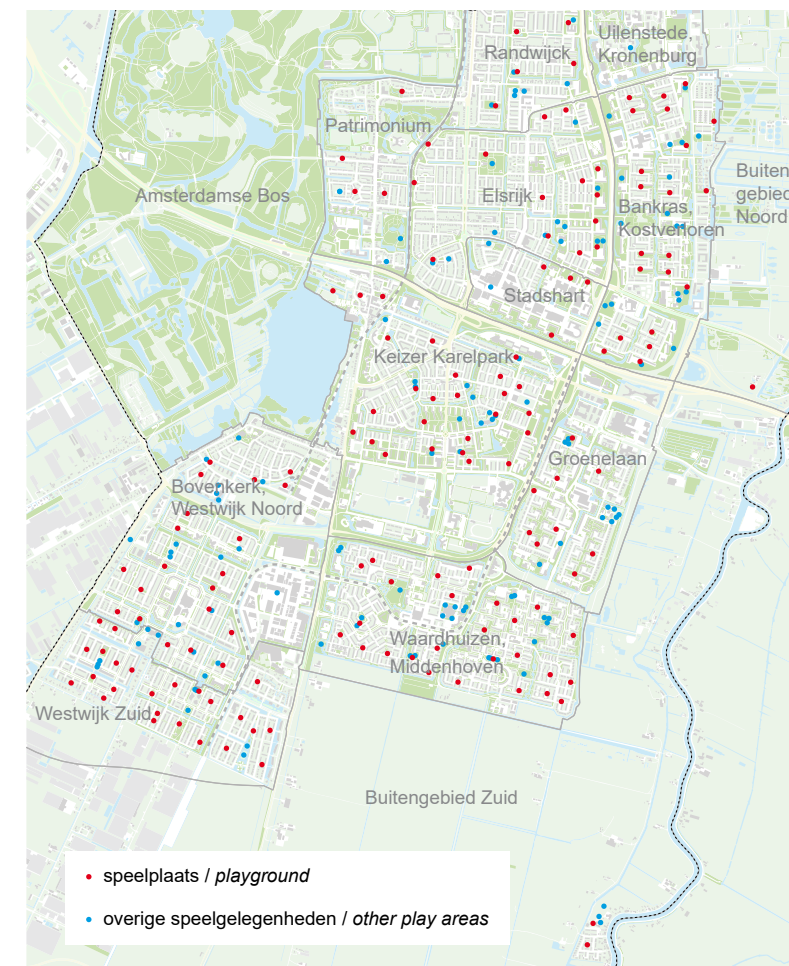 Uilenstede,
Kronenburg
Randwijck
Patrimonium
Amsterdamse Bos
Elsrijk
Bankras,
Kostverloren
Buiten
gebied
Noord
Stadshart
Keizer Karelpark
Groenelaan
Bovenkerk,
Westwijk Noord
Waardhuizen,
Middenhoven
Westwijk Zuid
Buitengebied Zuid
speelplaats / playground
overige speelgelegenheden / other play areas